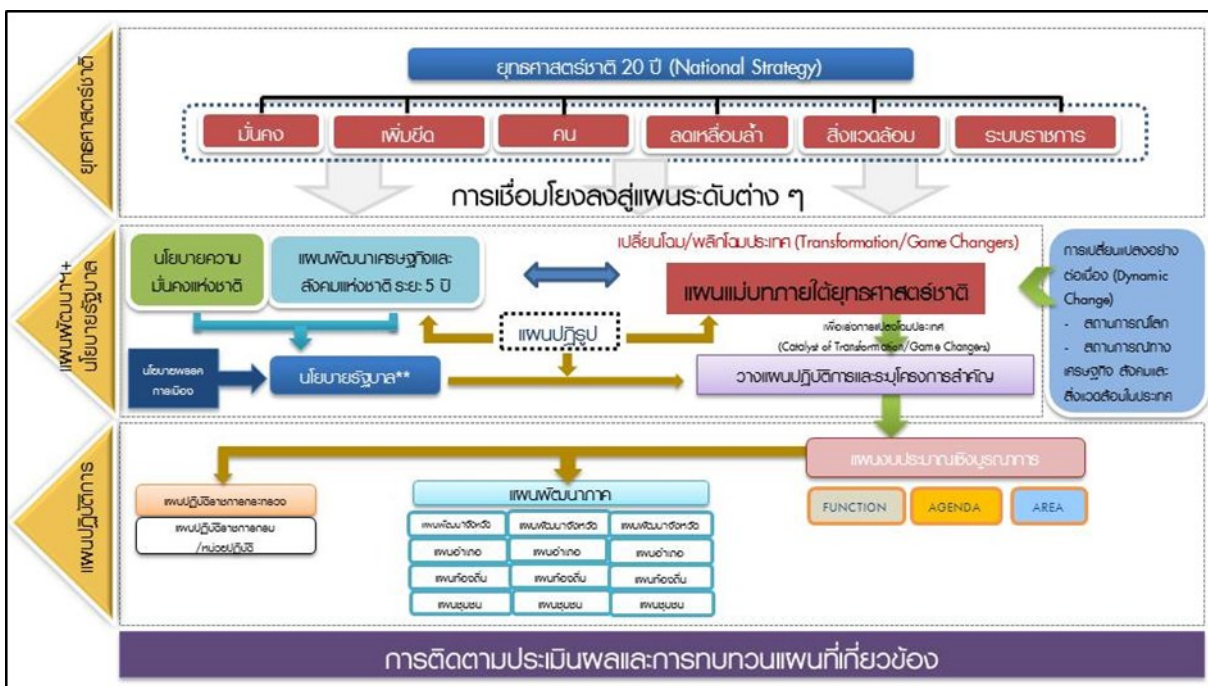 ยุทธศาสตร์ชาติ
ยุทธศาสตร์ชาติ 20 ปี (National Strategy)
มั่นคง
เพิ่มขีด
คน
ลดเหลื่อมล้ำ
สิ่งแวดล้อม
ระบบราชการ
การเชื่อมโยงลงสู่แผนระดับต่าง ๆ
แผนพัฒนาฯ+
นโยบายรัฐบาล
นโยบายความ
มั่นคงแห่งชาติ
แผนพัฒนาเศรษฐกิจและ
สังคมแห่งชาติ ระยะ 5 ปี
เปลี่ยนโฉม/พลิกโฉมประเทศ (Transformation/Game Changers)
แผนแม่บทภายใต้ยุทธศาสตร์ชาติ
การเปลี่ยนแปลงอย่าง
ต่อเนื่อง (Dynamic
Change)
- สถานการณ์โลก
- สถานการณ์ทาง
เศรษฐกิจ สังคมและ
สิ่งแวดล้อมในประเทศ
แผนปฏิรูป
เพื่อเร่งการแปลงโฉมประเทศ
(Catalyst of Transformation/Game Changers)
นโยบายพรรค
การเมือง
นโยบายรัฐบาล**
วางแผนปฏิบัติการและระบุโครงการสำคัญ
แผนปฏิบัติการ
แผนงบประมาณเชิงบูรณาการ
FUNCTION
AGENDA
AREA
แผนปฏิบัติราชการกระทรวง
แผนปฏิบัติราชการกรม
/หน่วยปฏิบัติ
แผนพัฒนาภาค
แผนพัฒนาจังหวัด แผนพัฒนาจังหวัด แผนพัฒนาจังหวัด
แผนอำเภอ แผนอำเภอ แผนอำเภอ
แผนท้องถิ่น แผนท้องถิ่น แผนท้องถิ่น
แผนชุมชน แผนชุมชน แผนชุมชน
การติดตามประเมินผลและการทบทวนแผนที่เกี่ยวข้อง